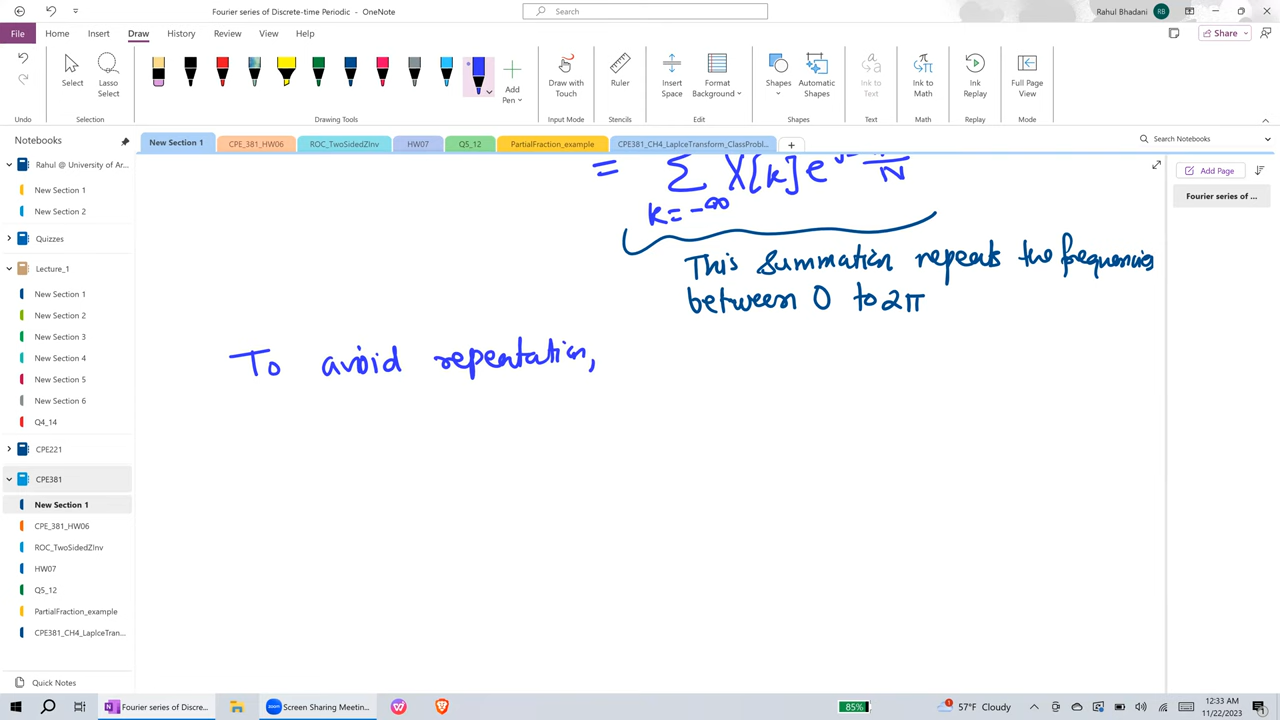 Fourier series of Discrete-time Periodic - OneNote
Search
Rahul Bhadani
RB
File
Home
Insert
Draw
History
Review
View
Help
Share
Undo
Select
Lasso Select
Add Pen
Draw with Touch
Ruler
Insert Space
Format Background
Shapes
Automatic Shapes
Ink to Text
Ink to Math
Ink Replay
Full Page View
Undo
Selection
Drawing Tools
Input Mode
Stencils
Edit
Shapes
Text
Math
Replay
Mode
Notebooks
New Section 1
CPE_381_HW06
ROC_TwoSidedZInv
HW07
Q5_12
PartialFraction_example
CPE381_CH4_LaplceTransform_ClassProbl...
+
Search Notebooks
Rahul @ University of Ar...
New Section 1
New Section 2
Quizzes
Lecture_1
New Section 1
New Section 2
New Section 3
New Section 4
New Section 5
New Section 6
Q4_14
CPE221
CPE381
New Section 1
CPE_381_HW06
ROC_TwoSidedZInv
HW07
Q5_12
PartialFraction_example
CPE381_CH4_LaplceTran...
Quick Notes
= Σ X[k] e N
k=-∞
This summation repeats the frequencies
between 0 to 2π
To avoid repeatation,
Add Page
Fourier series of ...
Fourier series of Discre...
Screen Sharing Meetin...
85%
57°F Cloudy
12:33 AM
11/22/2023
1